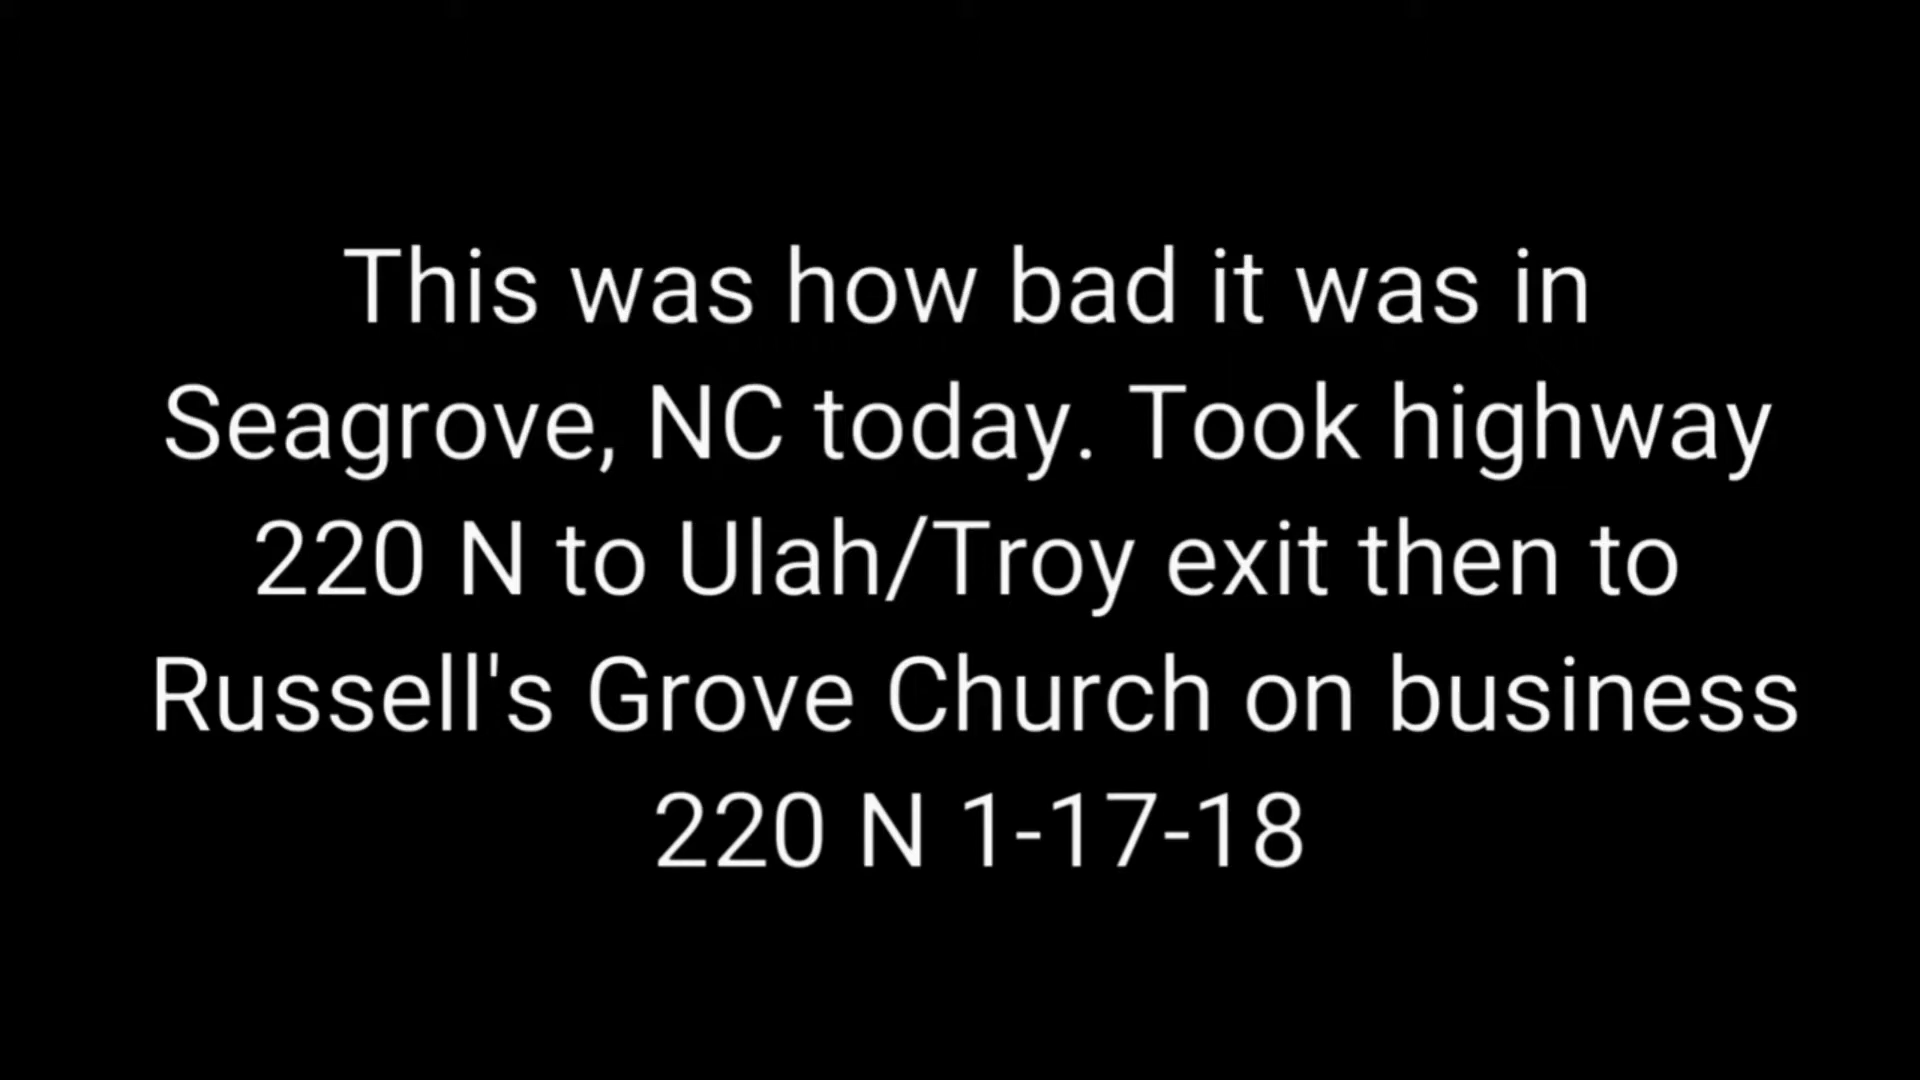 This was how bad it was in
Seagrove, NC today. Took highway
220 N to Ulah/Troy exit then to
Russell's Grove Church on business
220 N 1-17-18